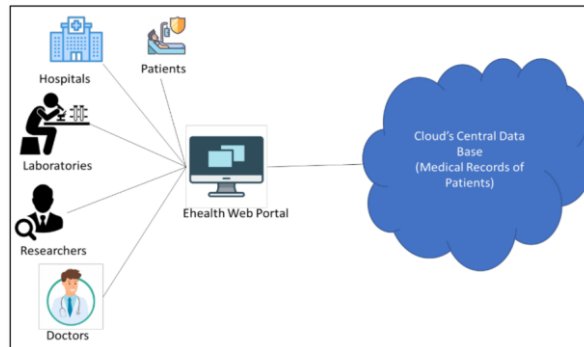 Hospitals
Patients
Laboratories
Researchers
Doctors
Ehealth Web Portal
Cloud's Central Data
Base
(Medical Records of
Patients)